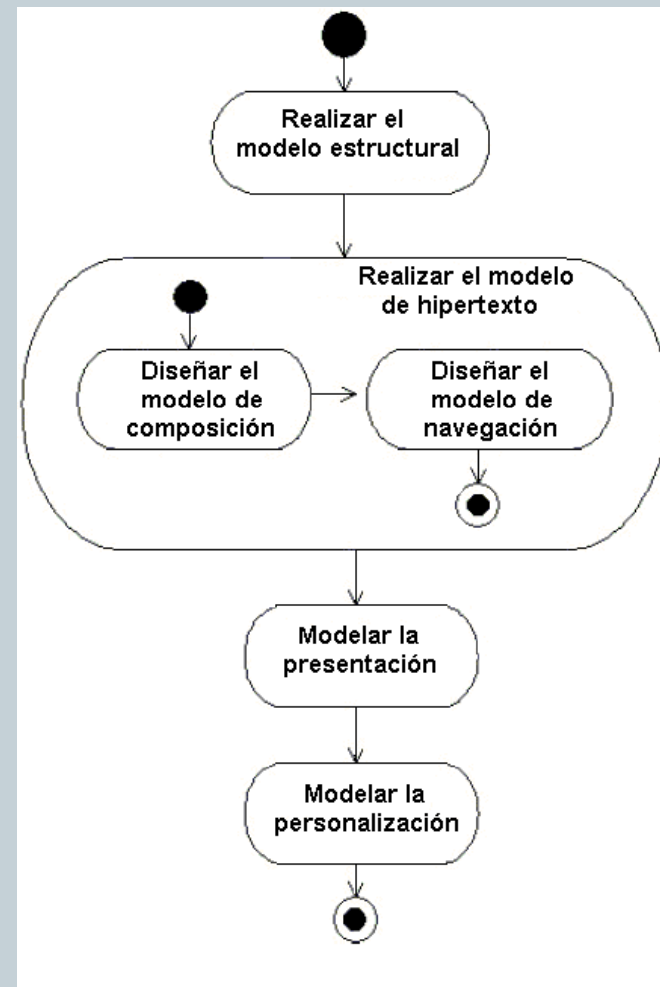 Realizar el
modelo estructural
Realizar el modelo
de hipertexto
Diseñar el
modelo de
composición
Diseñar el
modelo de
navegación
Modelar la
presentación
Modelar la
personalización